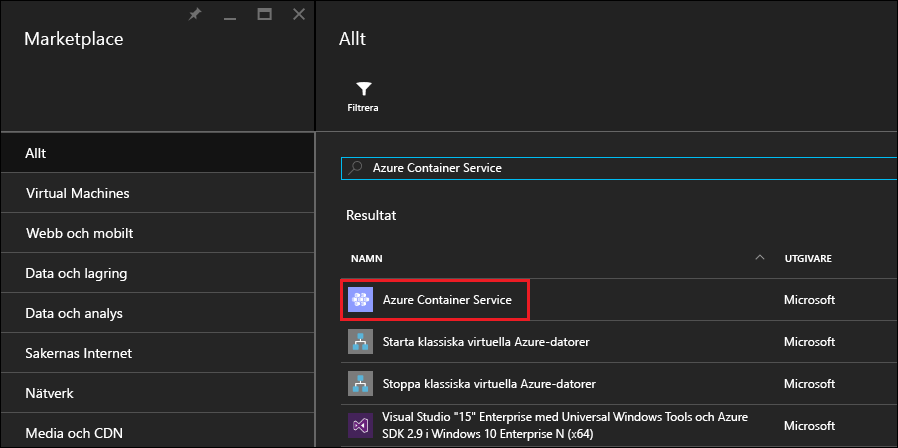 Marketplace
Allt
Virtual Machines
Webb och mobilt
Data och lagring
Data och analys
Sakernas Internet
Nätverk
Media och CDN
Allt
Filtrera
Azure Container Service
Resultat
NAMN UTGIVARE
Azure Container Service Microsoft
Starta klassiska virtuella Azure-datorer Microsoft
Stoppa klassiska virtuella Azure-datorer Microsoft
Visual Studio "15" Enterprise med Universal Windows Tools och Azure
SDK 2.9 i Windows 10 Enterprise N (x64) Microsoft